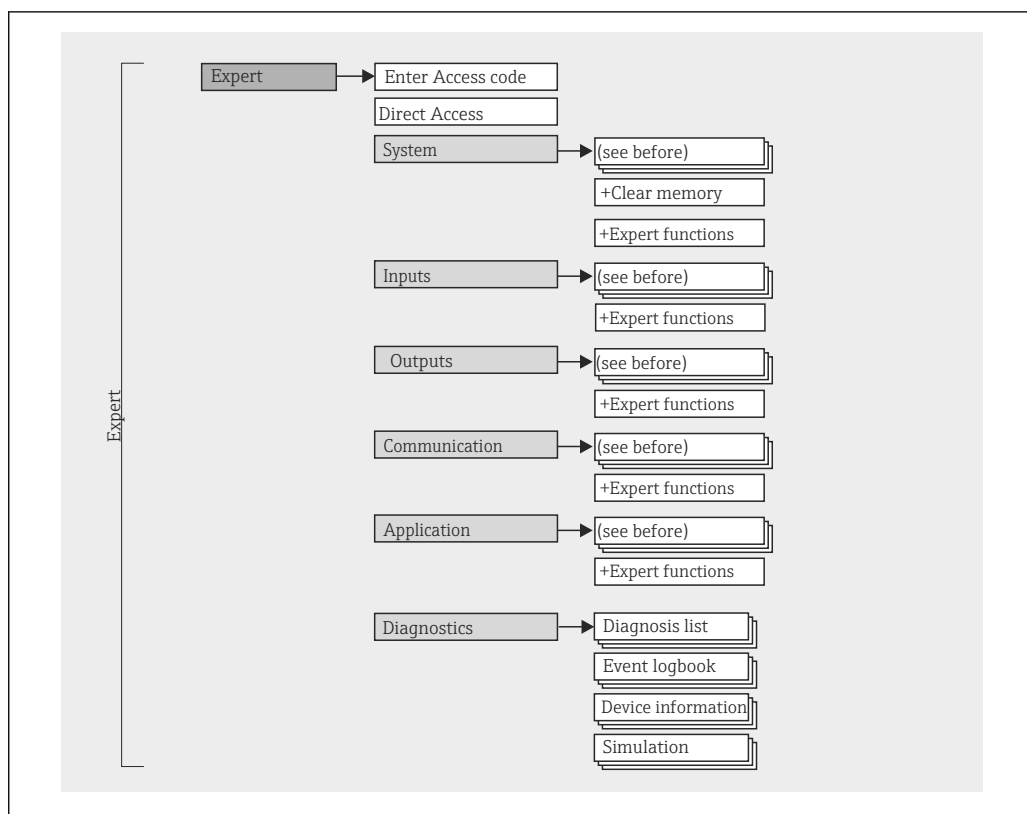 Expert
Expert
Enter Access code
Direct Access
System
(see before)
+Clear memory
+Expert functions
Inputs
(see before)
+Expert functions
Outputs
(see before)
+Expert functions
Communication
(see before)
+Expert functions
Application
(see before)
+Expert functions
Diagnostics
Diagnosis list
Event logbook
Device information
Simulation